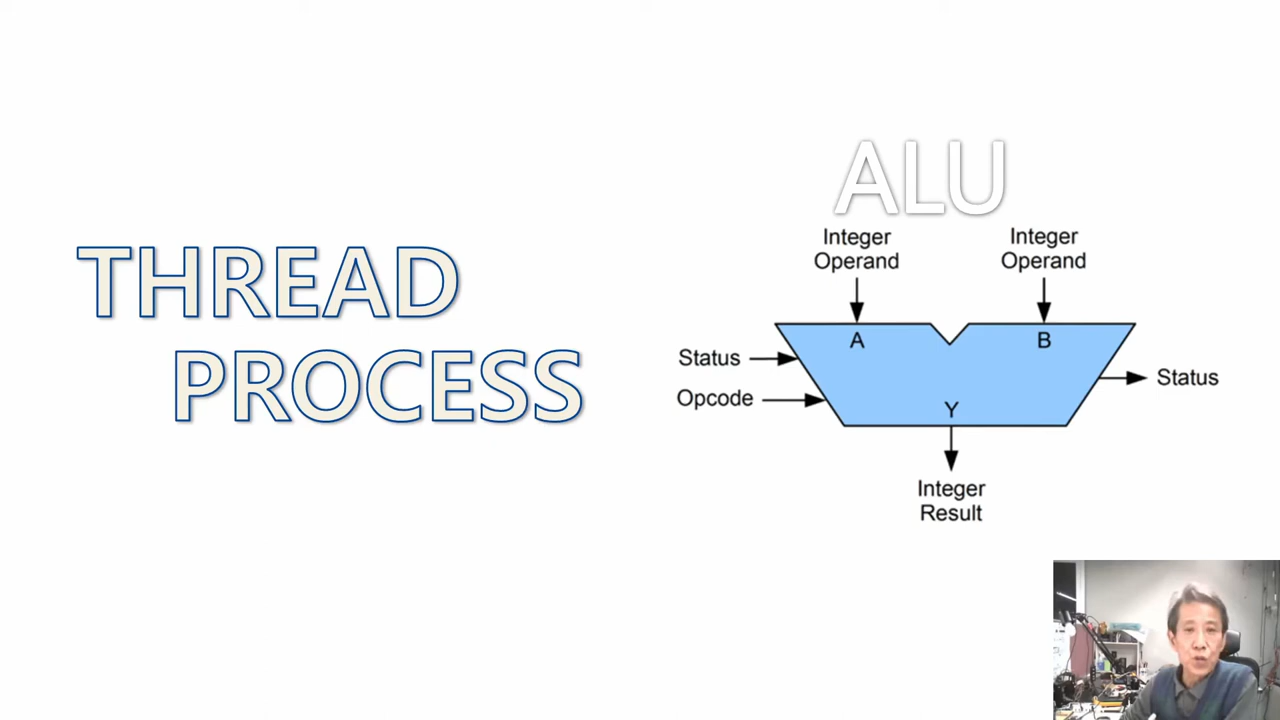 THREAD
PROCESS
ALU
Integer
Operand
Integer
Operand
A
B
Status
Opcode
Status
Y
Integer
Result